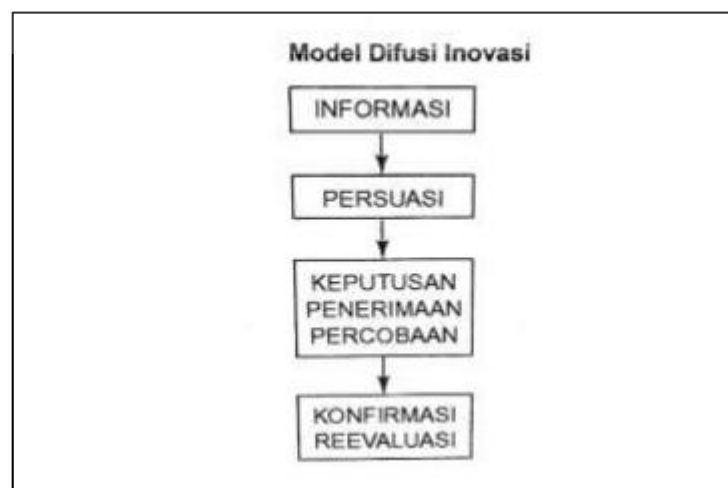 Model Difusi Inovasi
INFORMASI
PERSUASI
KEPUTUSAN
PENERIMAAN
PERCOBAAN
KONFIRMASI
REEVALUASI